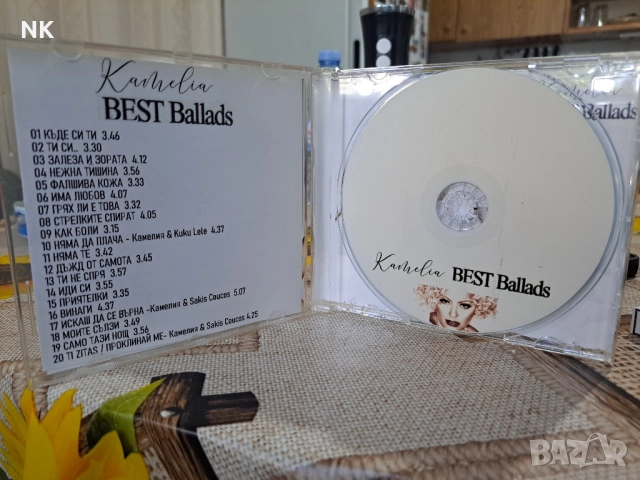 NK
Kamelia
BEST Ballads
01 КЪДЕ СИ ТИ 3.46
02 ТИ СИ.. 3.30
03 ЗАЛЕЗА И ЗОРАТА 4.12
04 НЕЖНА ТИШИНА 3.56
05 ФАЛШИВА КОЖА 3.33
06 ИМА ЛЮБОВ 4.07
07 ГРЯХ ЛИ Е ТОВА 3.32
08 СТРЕЛКИТЕ СПИРАТ 4.05
09 КАК БОЛИ 3.15
10 НЯМА ДА ПЛАЧА - Камелия & Kuku Lele 4.37
11 НЯМА ТЕ 3.42
12 ДЪЖД ОТ САМОТА 3.45
13 ТИ НЕ СПРЯ 3.57
14 ИДИ СИ 3.55
15 ПРИЯТЕЛКИ 3.35
16 ВИНАГИ 4.37
17 ИСКАШ ДА СЕ ВЪРНА -Камелия & Sakis Coucos 5.07
18 МОИТЕ СЪЛЗИ 3.49
19 САМО ТАЗИ НОЩ 3.56
20 TI ZITAS / ПРОКЛИНАЙ МЕ- Камелия & Sakis Coucos 4.25
Kamelia
Ballads
Kamelia BEST Ballads
BAZAR